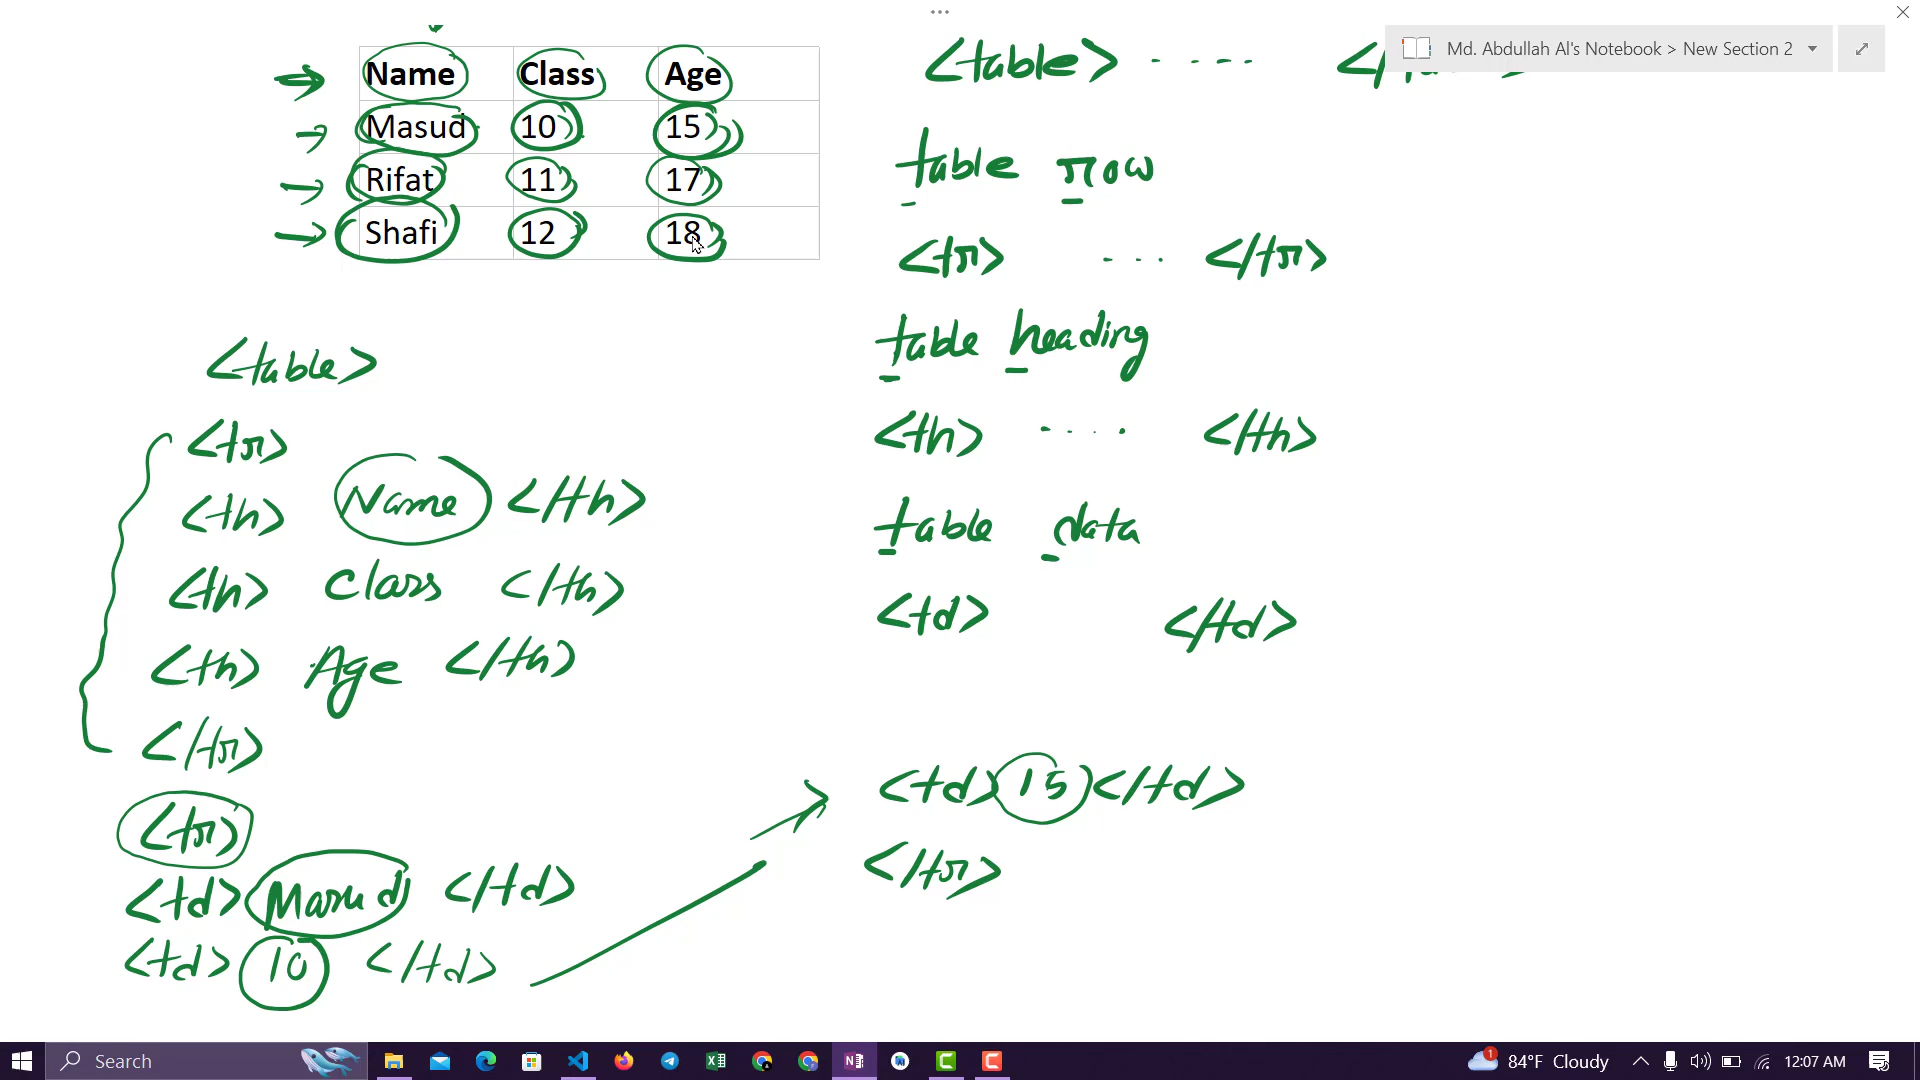 Md. Abdullah Al's Notebook > New Section 2
Name Class Age
Masud 10 15
Rifat 11 17
Shafi 12 18
<table>
<tr>
<th> Name </th>
<th> Class </th>
<th> Age </th>
</tr>
<tr>
<td> Masud </td>
<td> 10 </td>
<table> .....
table row
<tr> ... </tr>
table heading
<th> .... </th>
table data
<td> </td>
<td> 15 </td>
</tr>
Search
84°F Cloudy
12:07 AM